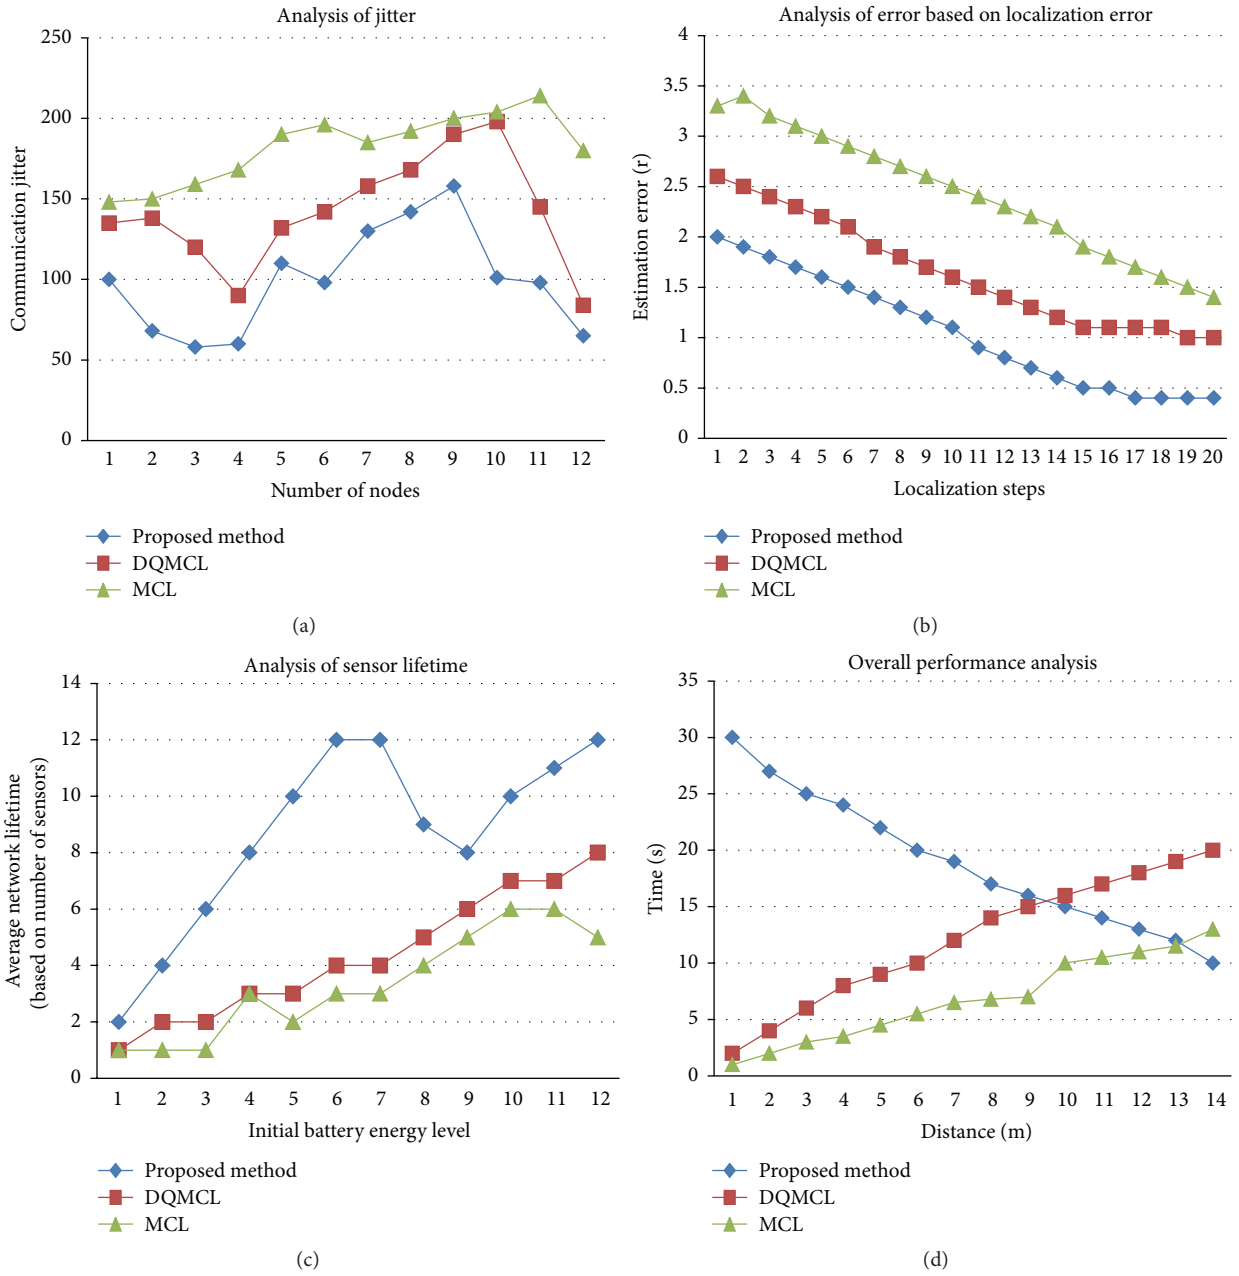 Analysis of jitter
250
200
150
100
50
0
Communication jitter
1 2 3 4 5 6 7 8 9 10 11 12
Number of nodes
Proposed method
DQMCL
MCL
(a)
Analysis of error based on localization error
4
3.5
3
2.5
2
1.5
1
0.5
0
Estimation error (r)
1 2 3 4 5 6 7 8 9 10 11 12 13 14 15 16 17 18 19 20
Localization steps
Proposed method
DQMCL
MCL
(b)
Analysis of sensor lifetime
14
12
10
8
6
4
2
0
Average network lifetime
(based on number of sensors)
1 2 3 4 5 6 7 8 9 10 11 12
Initial battery energy level
Proposed method
DQMCL
MCL
(c)
Overall performance analysis
35
30
25
20
15
10
5
0
Time (s)
1 2 3 4 5 6 7 8 9 10 11 12 13 14
Distance (m)
Proposed method
DQMCL
MCL
(d)